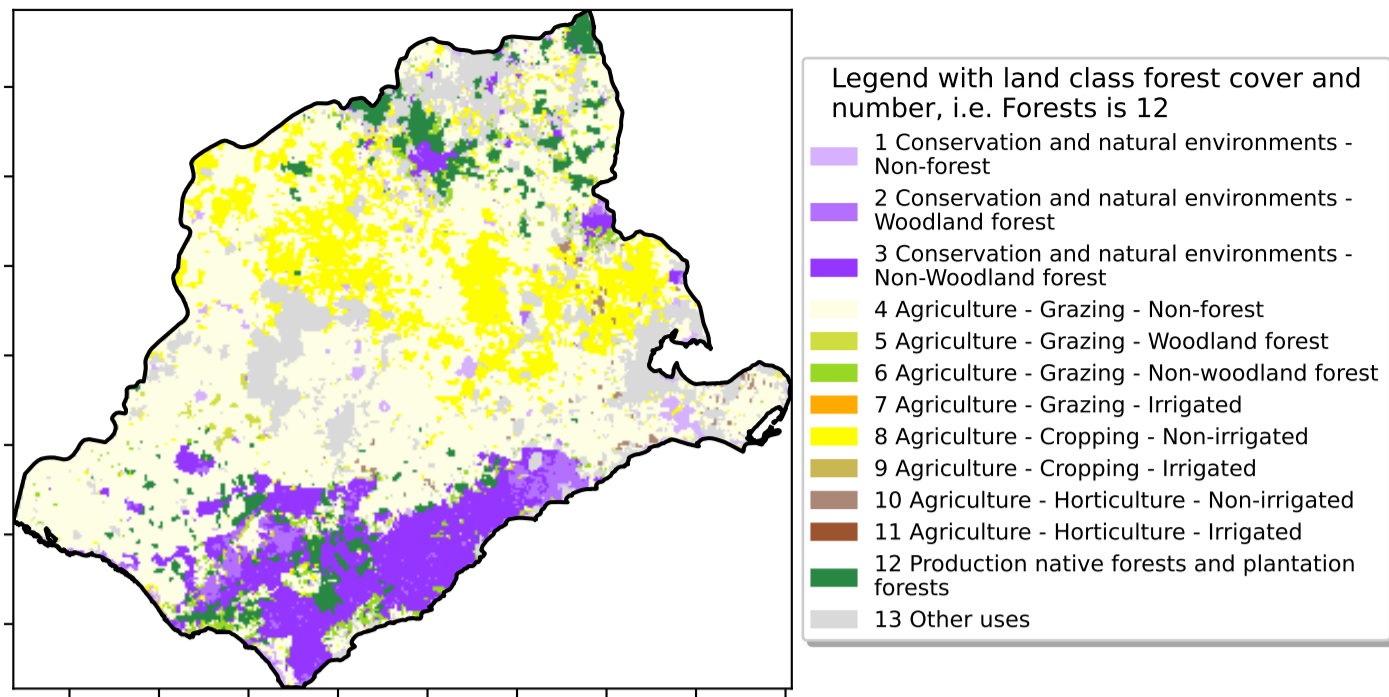 Legend with land class forest cover and
number, i.e. Forests is 12
1 Conservation and natural environments -
Non-forest
2 Conservation and natural environments -
Woodland forest
3 Conservation and natural environments -
Non-Woodland forest
4 Agriculture - Grazing - Non-forest
5 Agriculture - Grazing - Woodland forest
6 Agriculture - Grazing - Non-woodland forest
7 Agriculture - Grazing - Irrigated
8 Agriculture - Cropping - Non-irrigated
9 Agriculture - Cropping - Irrigated
10 Agriculture - Horticulture - Non-irrigated
11 Agriculture - Horticulture - Irrigated
12 Production native forests and plantation
forests
13 Other uses